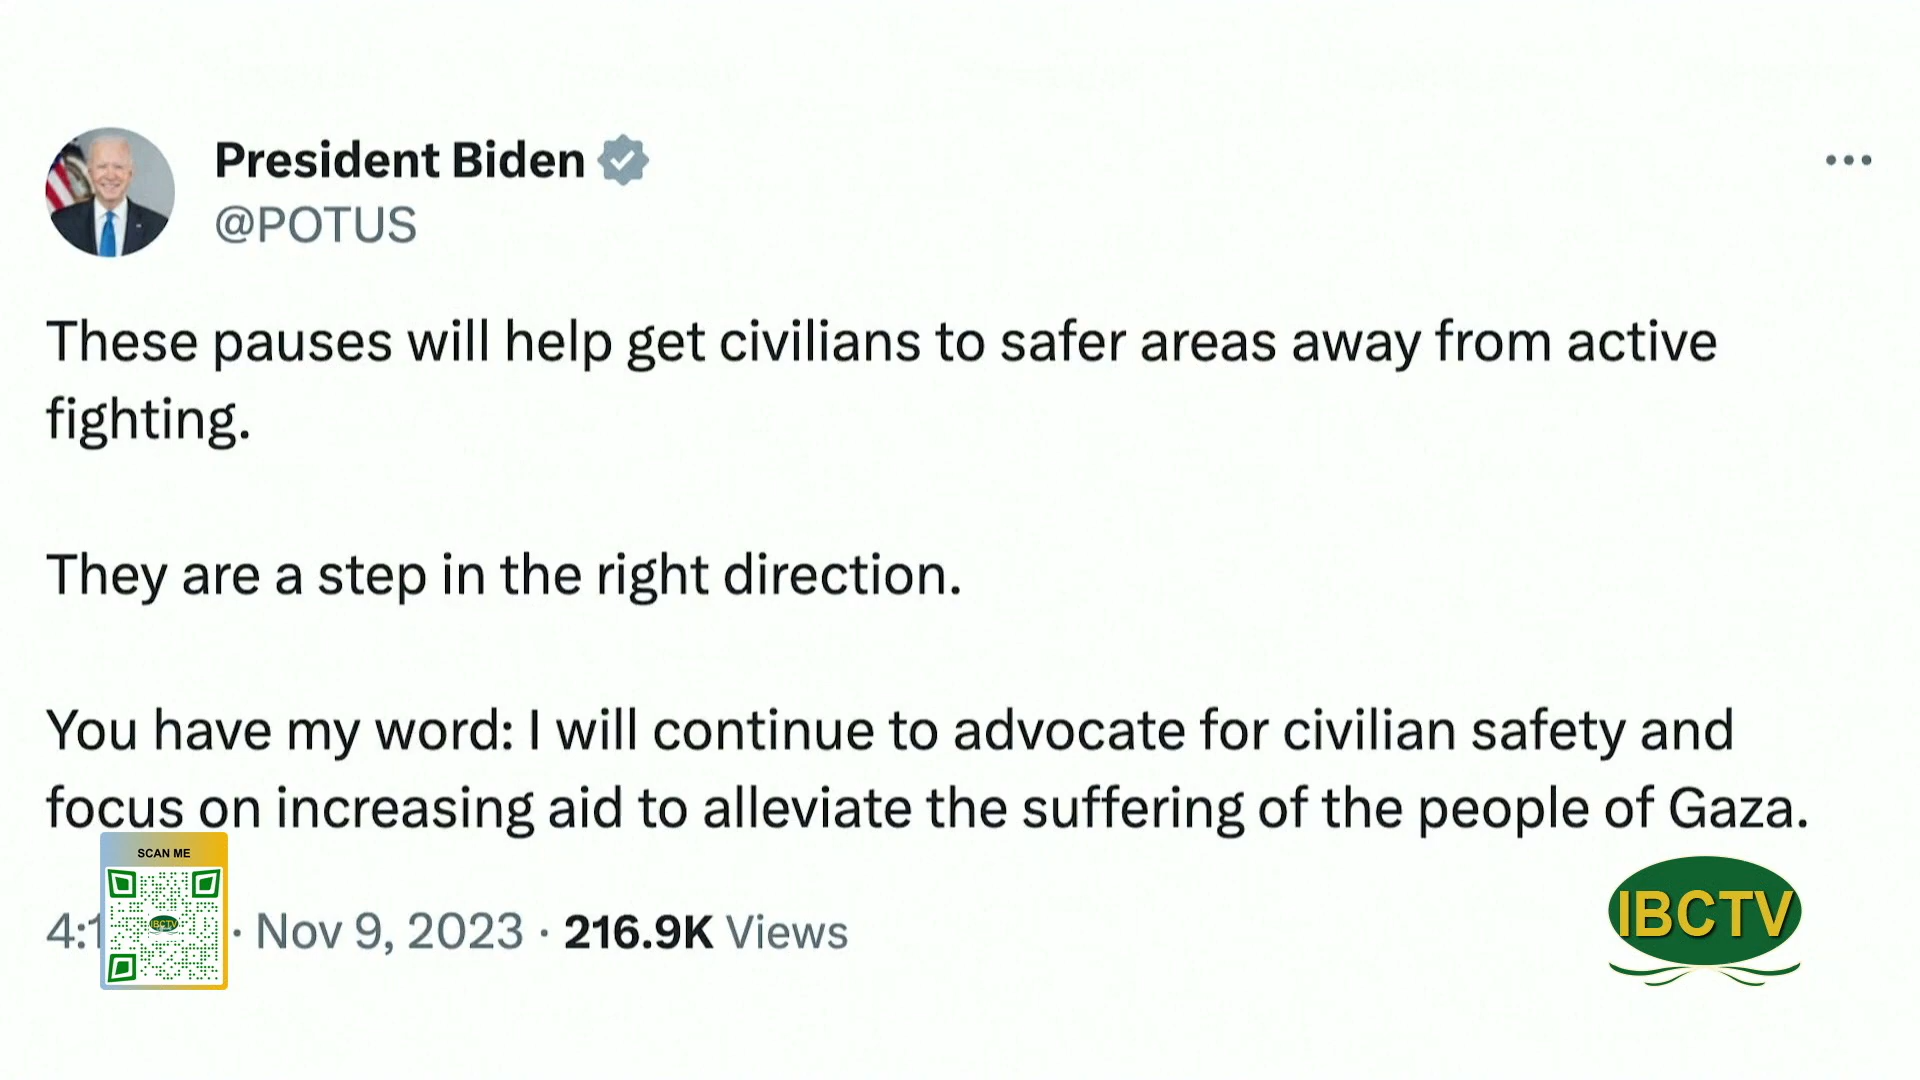 President Biden
@POTUS
These pauses will help get civilians to safer areas away from active
fighting.
They are a step in the right direction.
You have my word: I will continue to advocate for civilian safety and
focus on increasing aid to alleviate the suffering of the people of Gaza.
SCAN ME
IBCTV
4:1 · Nov 9, 2023 · 216.9K Views
IBCTV